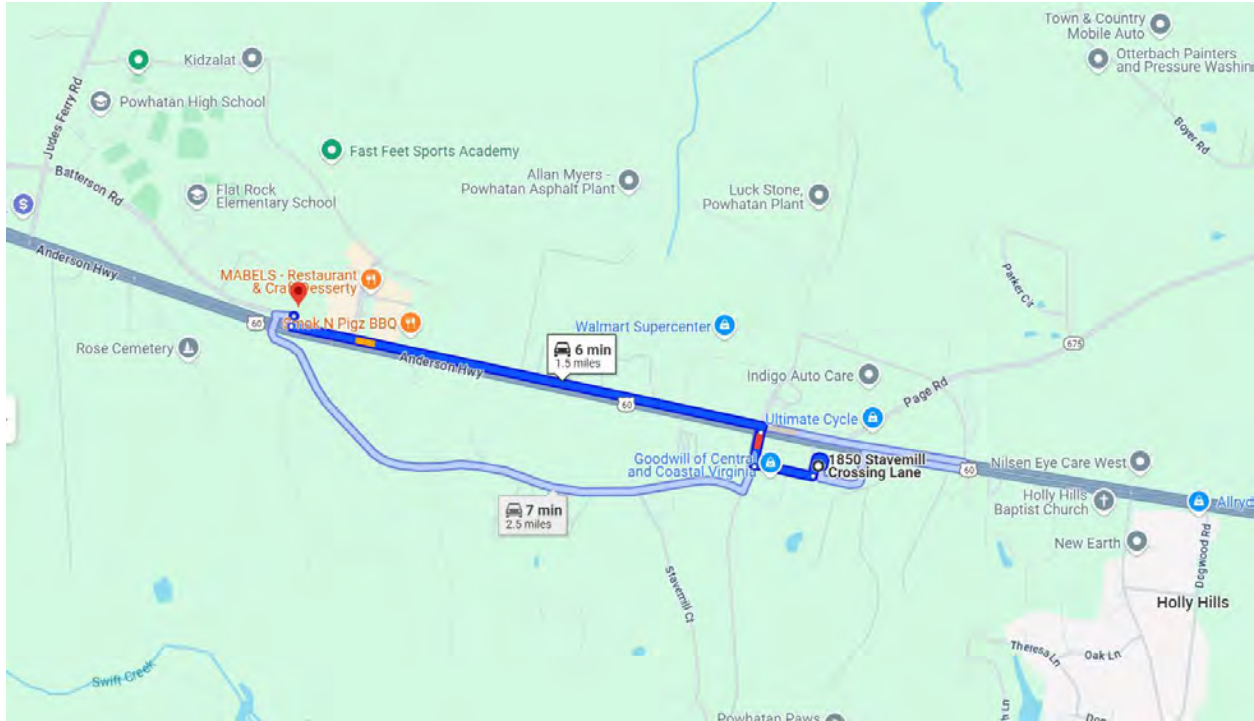 Town & Country
Mobile Auto
Kidzalat
Otterbach Painters
and Pressure Washin
Judes Ferry Rd
Powhatan High School
Boyer Rd
Fast Feet Sports Academy
Allan Myers -
Powhatan Asphalt Plant
Batterson Rd
Flat Rock
Elementary School
Luck Stone,
Powhatan Plant
$
Anderson Hwy
MABELS - Restaurant
& Craft Desserty
Parker Ct
60
Smok N Pigz BBQ
Walmart Supercenter
Rose Cemetery
675
6 min
1.5 miles
Anderson Hwy
Indigo Auto Care
Page Rd
60
Ultimate Cycle
Goodwill of Central
and Coastal Virginia
1850 Stavemill
Crossing Lane
60
Nilsen Eye Care West
7 min
2.5 miles
Holly Hills
Baptist Church
Allryd
New Earth
Dogwood Rd
Stavemill Ct
Holly Hills
Theresa Ln
Oak Ln
Swift Creek
Powhatan Paws